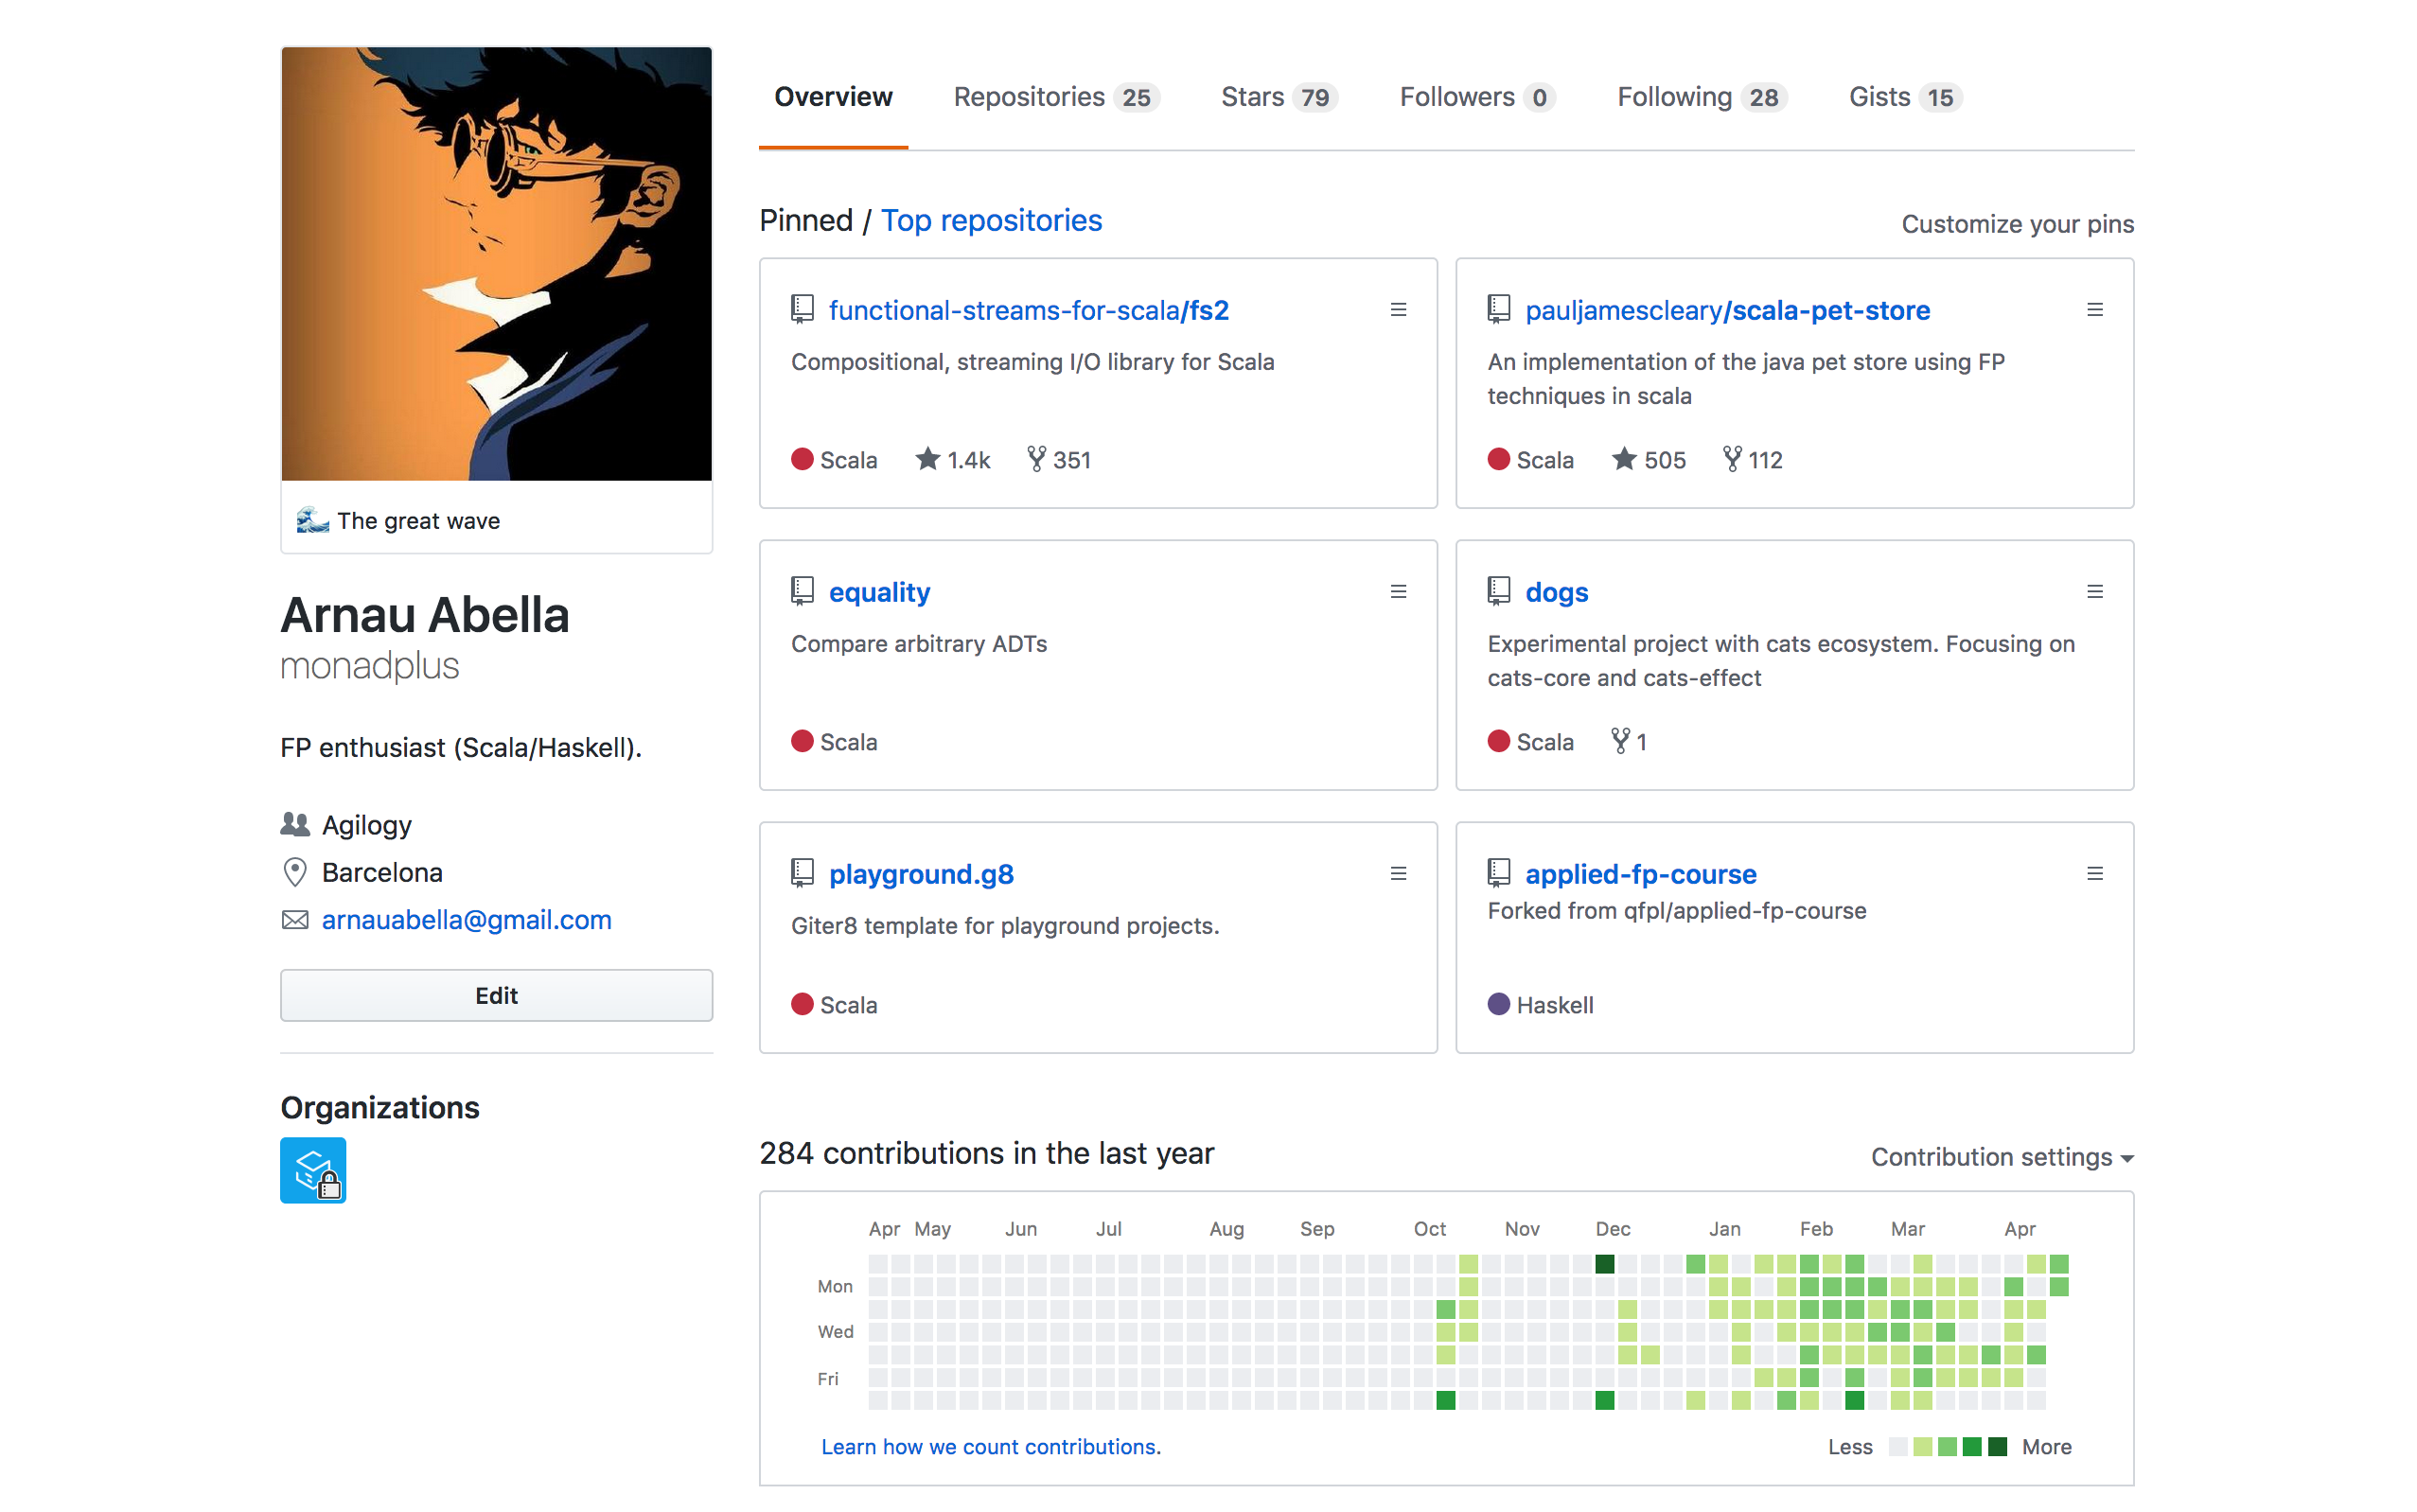 Overview Repositories 25 Stars 79 Followers 0 Following 28 Gists 15
The great wave
Arnau Abella
monadplus
FP enthusiast (Scala/Haskell).
Agilogy
Barcelona
arnauabella@gmail.com
Edit
Organizations
Pinned / Top repositories
Customize your pins
functional-streams-for-scala/fs2
Compositional, streaming I/O library for Scala
Scala 1.4k 351
pauljamescleary/scala-pet-store
An implementation of the java pet store using FP
techniques in scala
Scala 505 112
equality
Compare arbitrary ADTs
Scala
dogs
Experimental project with cats ecosystem. Focusing on
cats-core and cats-effect
Scala 1
playground.g8
Giter8 template for playground projects.
Scala
applied-fp-course
Forked from qfpl/applied-fp-course
Haskell
284 contributions in the last year
Contribution settings
Apr May Jun Jul Aug Sep Oct Nov Dec Jan Feb Mar Apr
Mon
Wed
Fri
Learn how we count contributions.
Less More